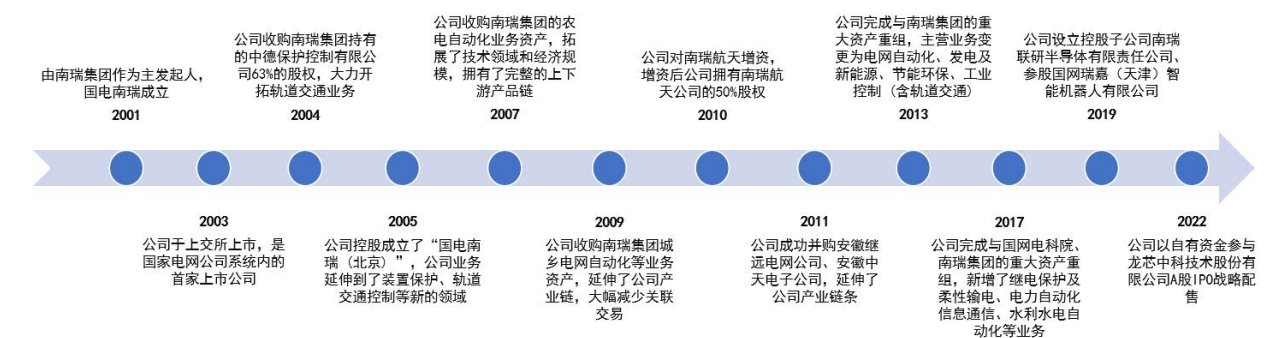 由南瑞集团作为主发起人，
国电南瑞成立
2001
公司于上交所上市，是
国家电网公司系统内的
首家上市公司
2003
公司收购南瑞集团持有
的中德保护控制有限公
司63%的股权，大力开
拓轨道交通业务
2004
2005
公司控股成立了“国电南
瑞（北京）”，公司业务
延伸到了装置保护、轨道
交通控制等新的领域
公司收购南瑞集团的农
电自动化业务资产，拓
展了技术领域和经济规
模，拥有了完整的上下
游产品链
2007
2009
公司收购南瑞集团城
乡电网自动化等业务
资产，延伸了公司产
业链，大幅减少关联
交易
公司对南瑞航天增资，
增资后公司拥有南瑞航
天公司的50%股权
2010
2011
公司成功并购安徽继
远电网公司、安徽中
天电子公司，延伸了
公司产业链条
公司完成与南瑞集团的重
大资产重组，主营业务变
更为电网自动化、发电及
新能源、节能环保、工业
控制（含轨道交通）
2013
2017
公司完成与国网电科院、
南瑞集团的重大资产重
组，新增了继电保护及
柔性输电、电力自动化
信息通信、水利水电自
动化等业务
公司设立控股子公司南瑞
联研半导体有限责任公司、
参股国网瑞嘉（天津）智
能机器人有限公司
2019
2022
公司以自有资金参与
龙芯中科技术股份有
限公司A股IPO战略配
售